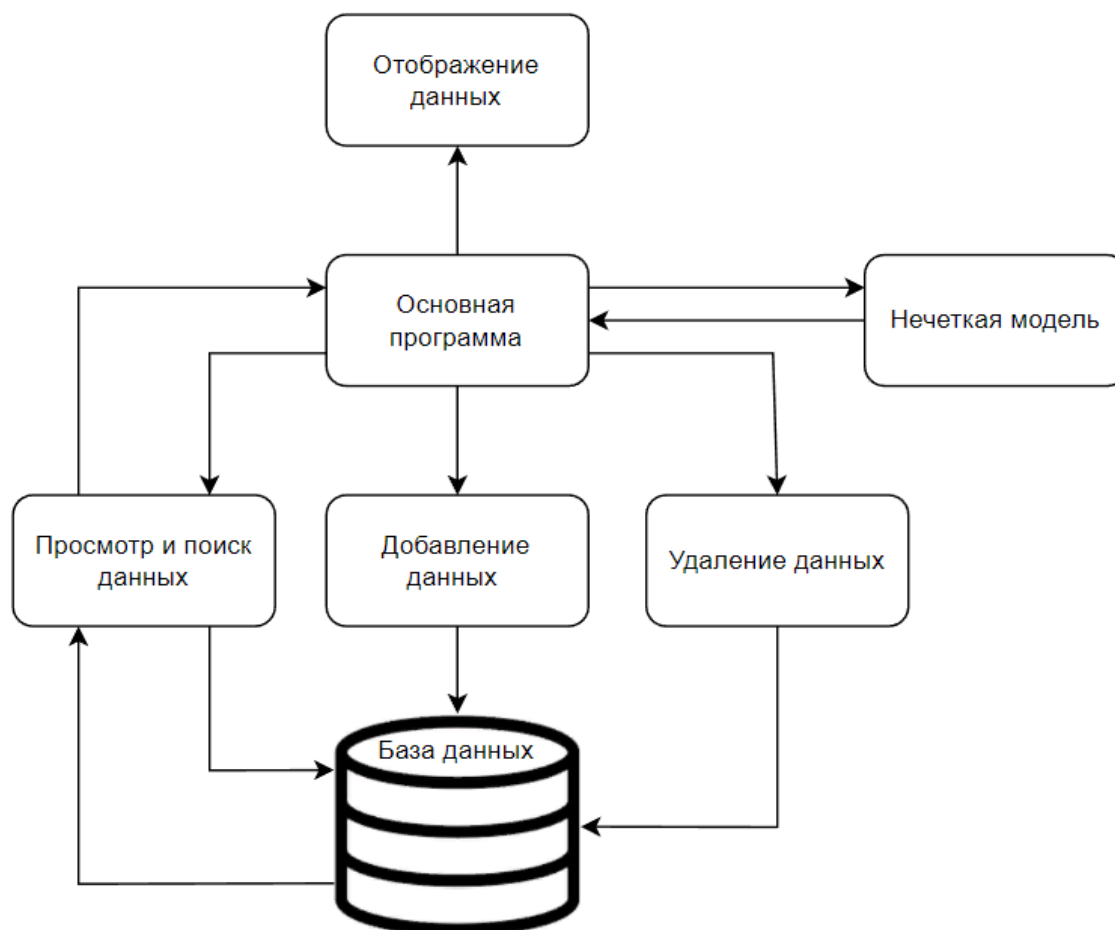 Отображение
данных
Основная
программа
Нечеткая модель
Просмотр и поиск
данных
Добавление
данных
Удаление данных
База данных